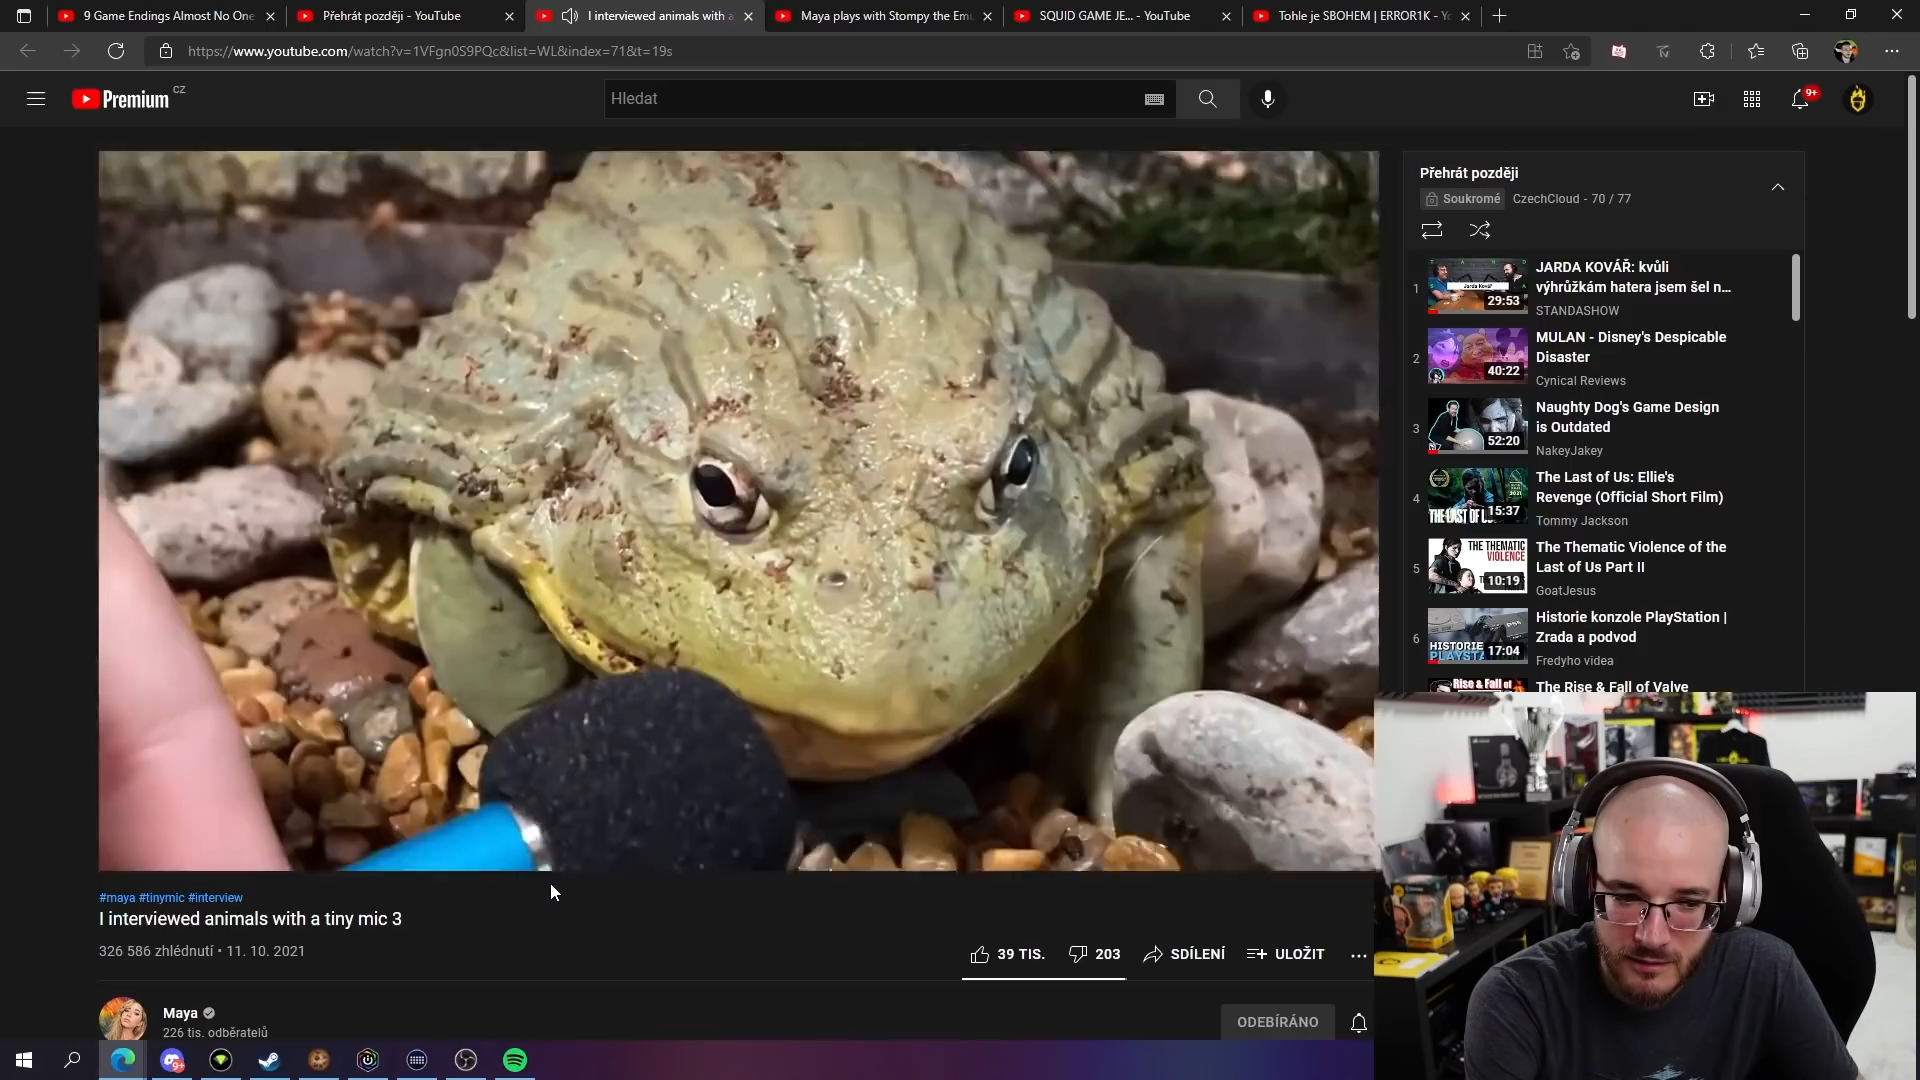 9 Game Endings Almost No One
Přehrát později - YouTube
I interviewed animals with a
Maya plays with Stompy the Em
SQUID GAME JE... - YouTube
Tohle je SBOHEM | ERROR1K - Y
https://www.youtube.com/watch?v=1VFgn0S9PQc&list=WL&index=71&t=19s
Premium CZ
Hledat
9+
Přehrát později
Soukromé CzechCloud - 70 / 77
1
29:53
JARDA KOVÁŘ: kvůli
výhrůžkám hatera jsem šel n...
STANDASHOW
2
40:22
MULAN - Disney's Despicable
Disaster
Cynical Reviews
3
52:20
Naughty Dog's Game Design
is Outdated
NakeyJakey
4
THE LAST OF U
15:37
The Last of Us: Ellie's
Revenge (Official Short Film)
Tommy Jackson
5
THE THEMATIC
VIOLENCE
10:19
The Thematic Violence of the
Last of Us Part II
GoatJesus
6
HISTORIE
PLAYSTA
17:04
Historie konzole PlayStation |
Zrada a podvod
Fredyho videa
Rise & Fall of
The Rise & Fall of Valve
#maya #tinymic #interview
I interviewed animals with a tiny mic 3
326 586 zhlédnutí • 11. 10. 2021
39 TIS.
203
SDÍLENÍ
ULOŽIT
Maya
226 tis. odběratelů
ODEBÍRÁNO
9+